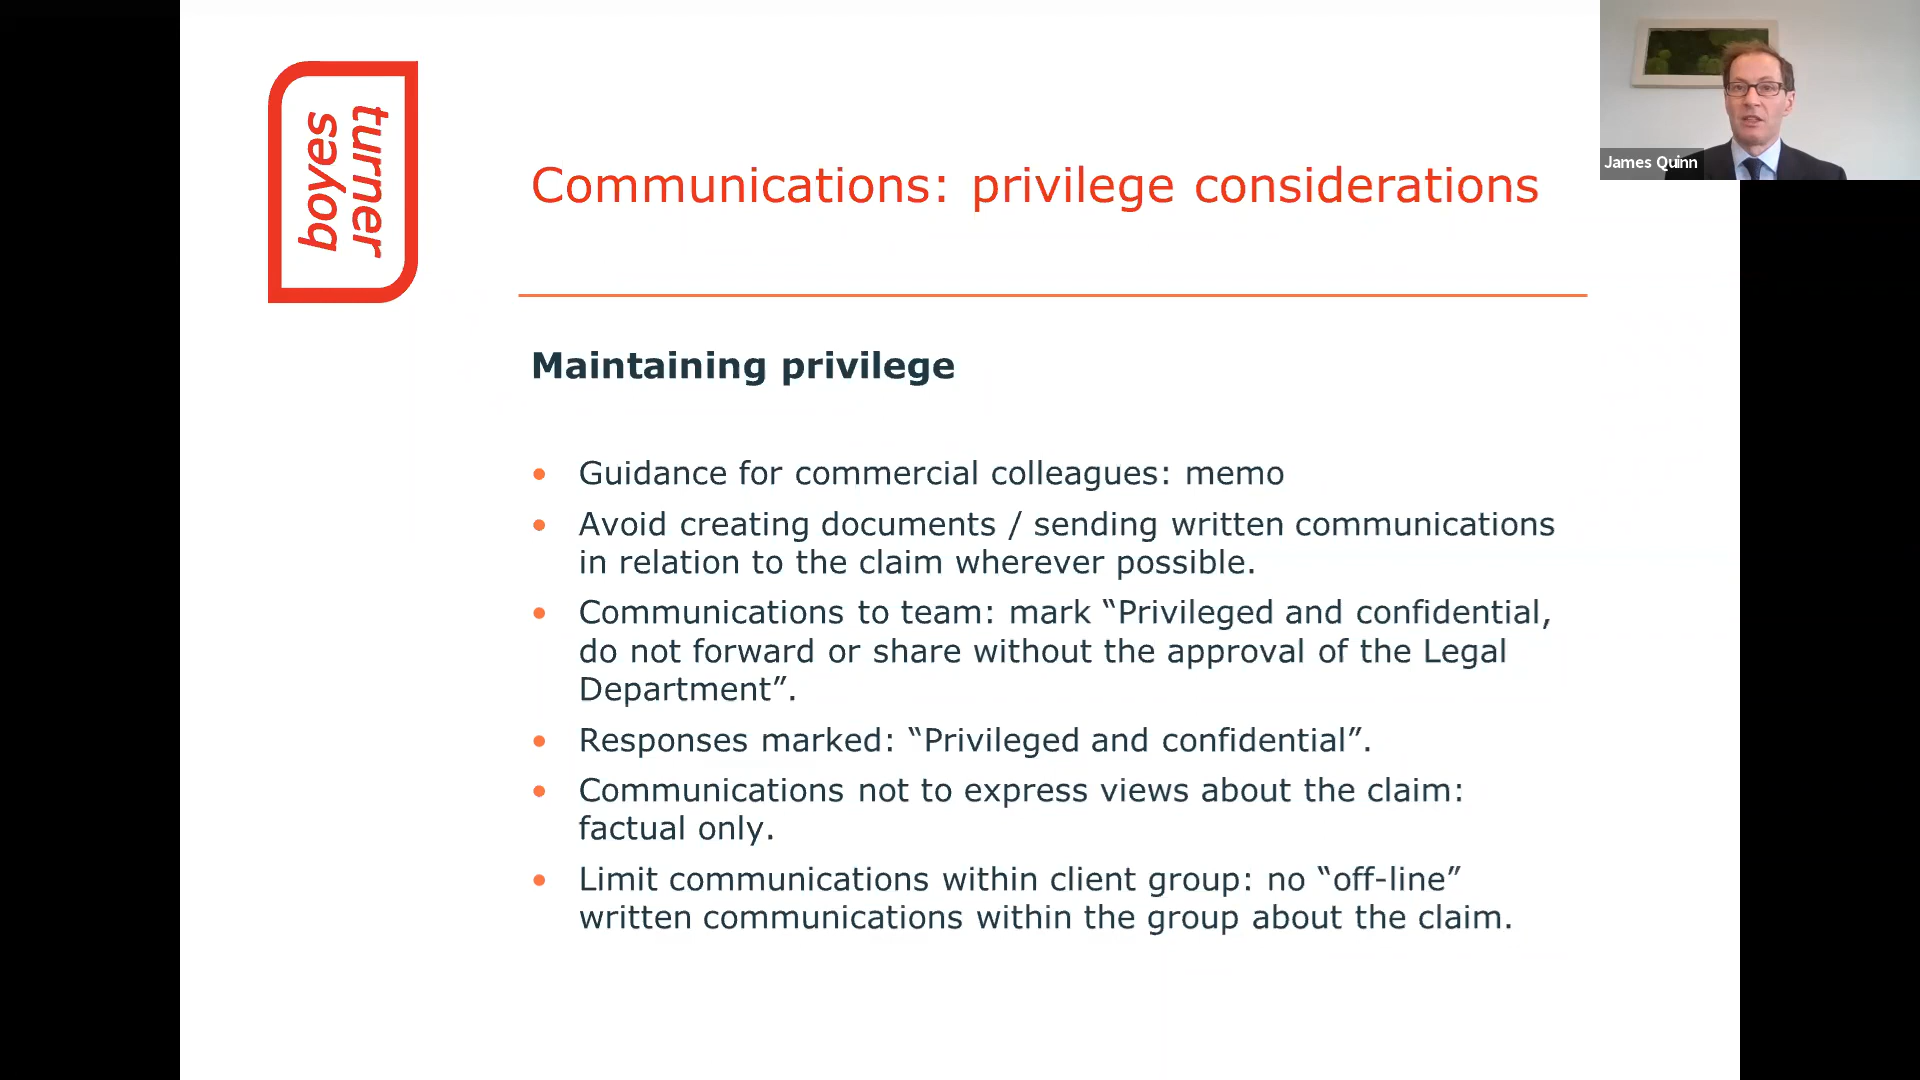 boyes
turner
James Quinn
Communications: privilege considerations
Maintaining privilege
• Guidance for commercial colleagues: memo
• Avoid creating documents / sending written communications
in relation to the claim wherever possible.
• Communications to team: mark “Privileged and confidential,
do not forward or share without the approval of the Legal
Department”.
• Responses marked: “Privileged and confidential”.
• Communications not to express views about the claim:
factual only.
• Limit communications within client group: no “off-line”
written communications within the group about the claim.